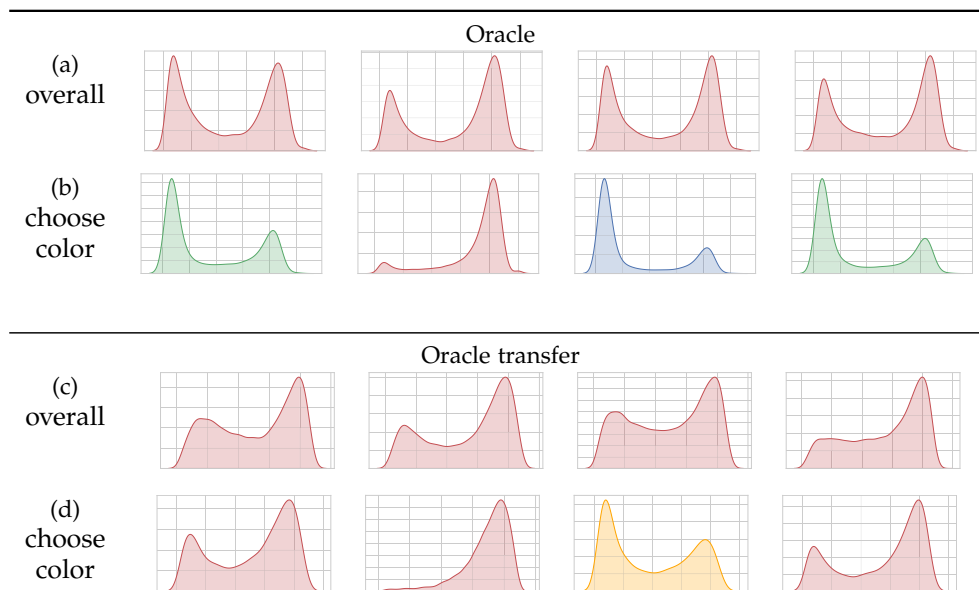 Oracle
(a)
overall
(b)
choose
color
Oracle transfer
(c)
overall
(d)
choose
color